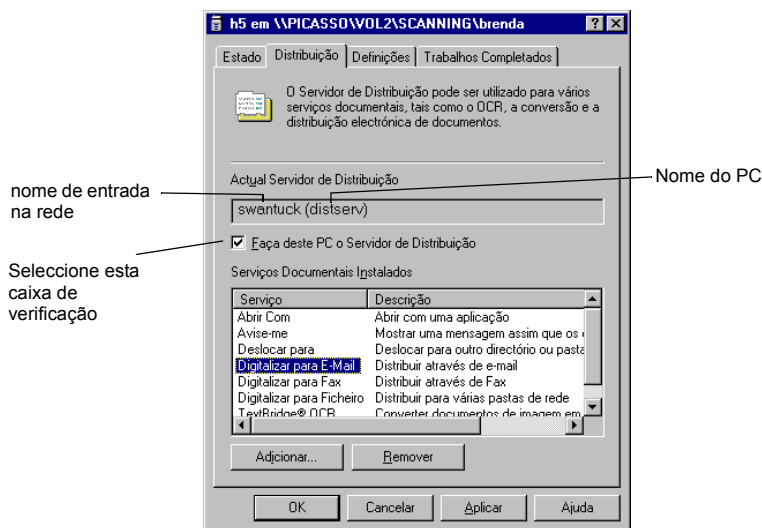 h5 em \\PICASSO\VOL2\SCANNING\brenda
Estado Distribuição Definições Trabalhos Completados
O Servidor de Distribuição pode ser utilizado para vários
serviços documentais, tais como o OCR, a conversão e a
distribuição electrónica de documentos.
Actual Servidor de Distribuição
nome de entrada
na rede
Nome do PC
swantuck (distserv)
Faça deste PC o Servidor de Distribuição
Seleccione esta
caixa de
verificação
Serviços Documentais Instalados
Serviço Descrição
Abrir Com Abrir com uma aplicação
Avise-me Mostrar uma mensagem assim que os
Deslocar para Deslocar para outro directório ou pasta
Digitalizar para E-Mail Distribuir através de e-mail
Digitalizar para Fax Distribuir através de Fax
Digitalizar para Ficheiro Distribuir para várias pastas de rede
TextBridge® OCR Converter documentos de imagem em
Adicionar... Remover
OK Cancelar Aplicar Ajuda